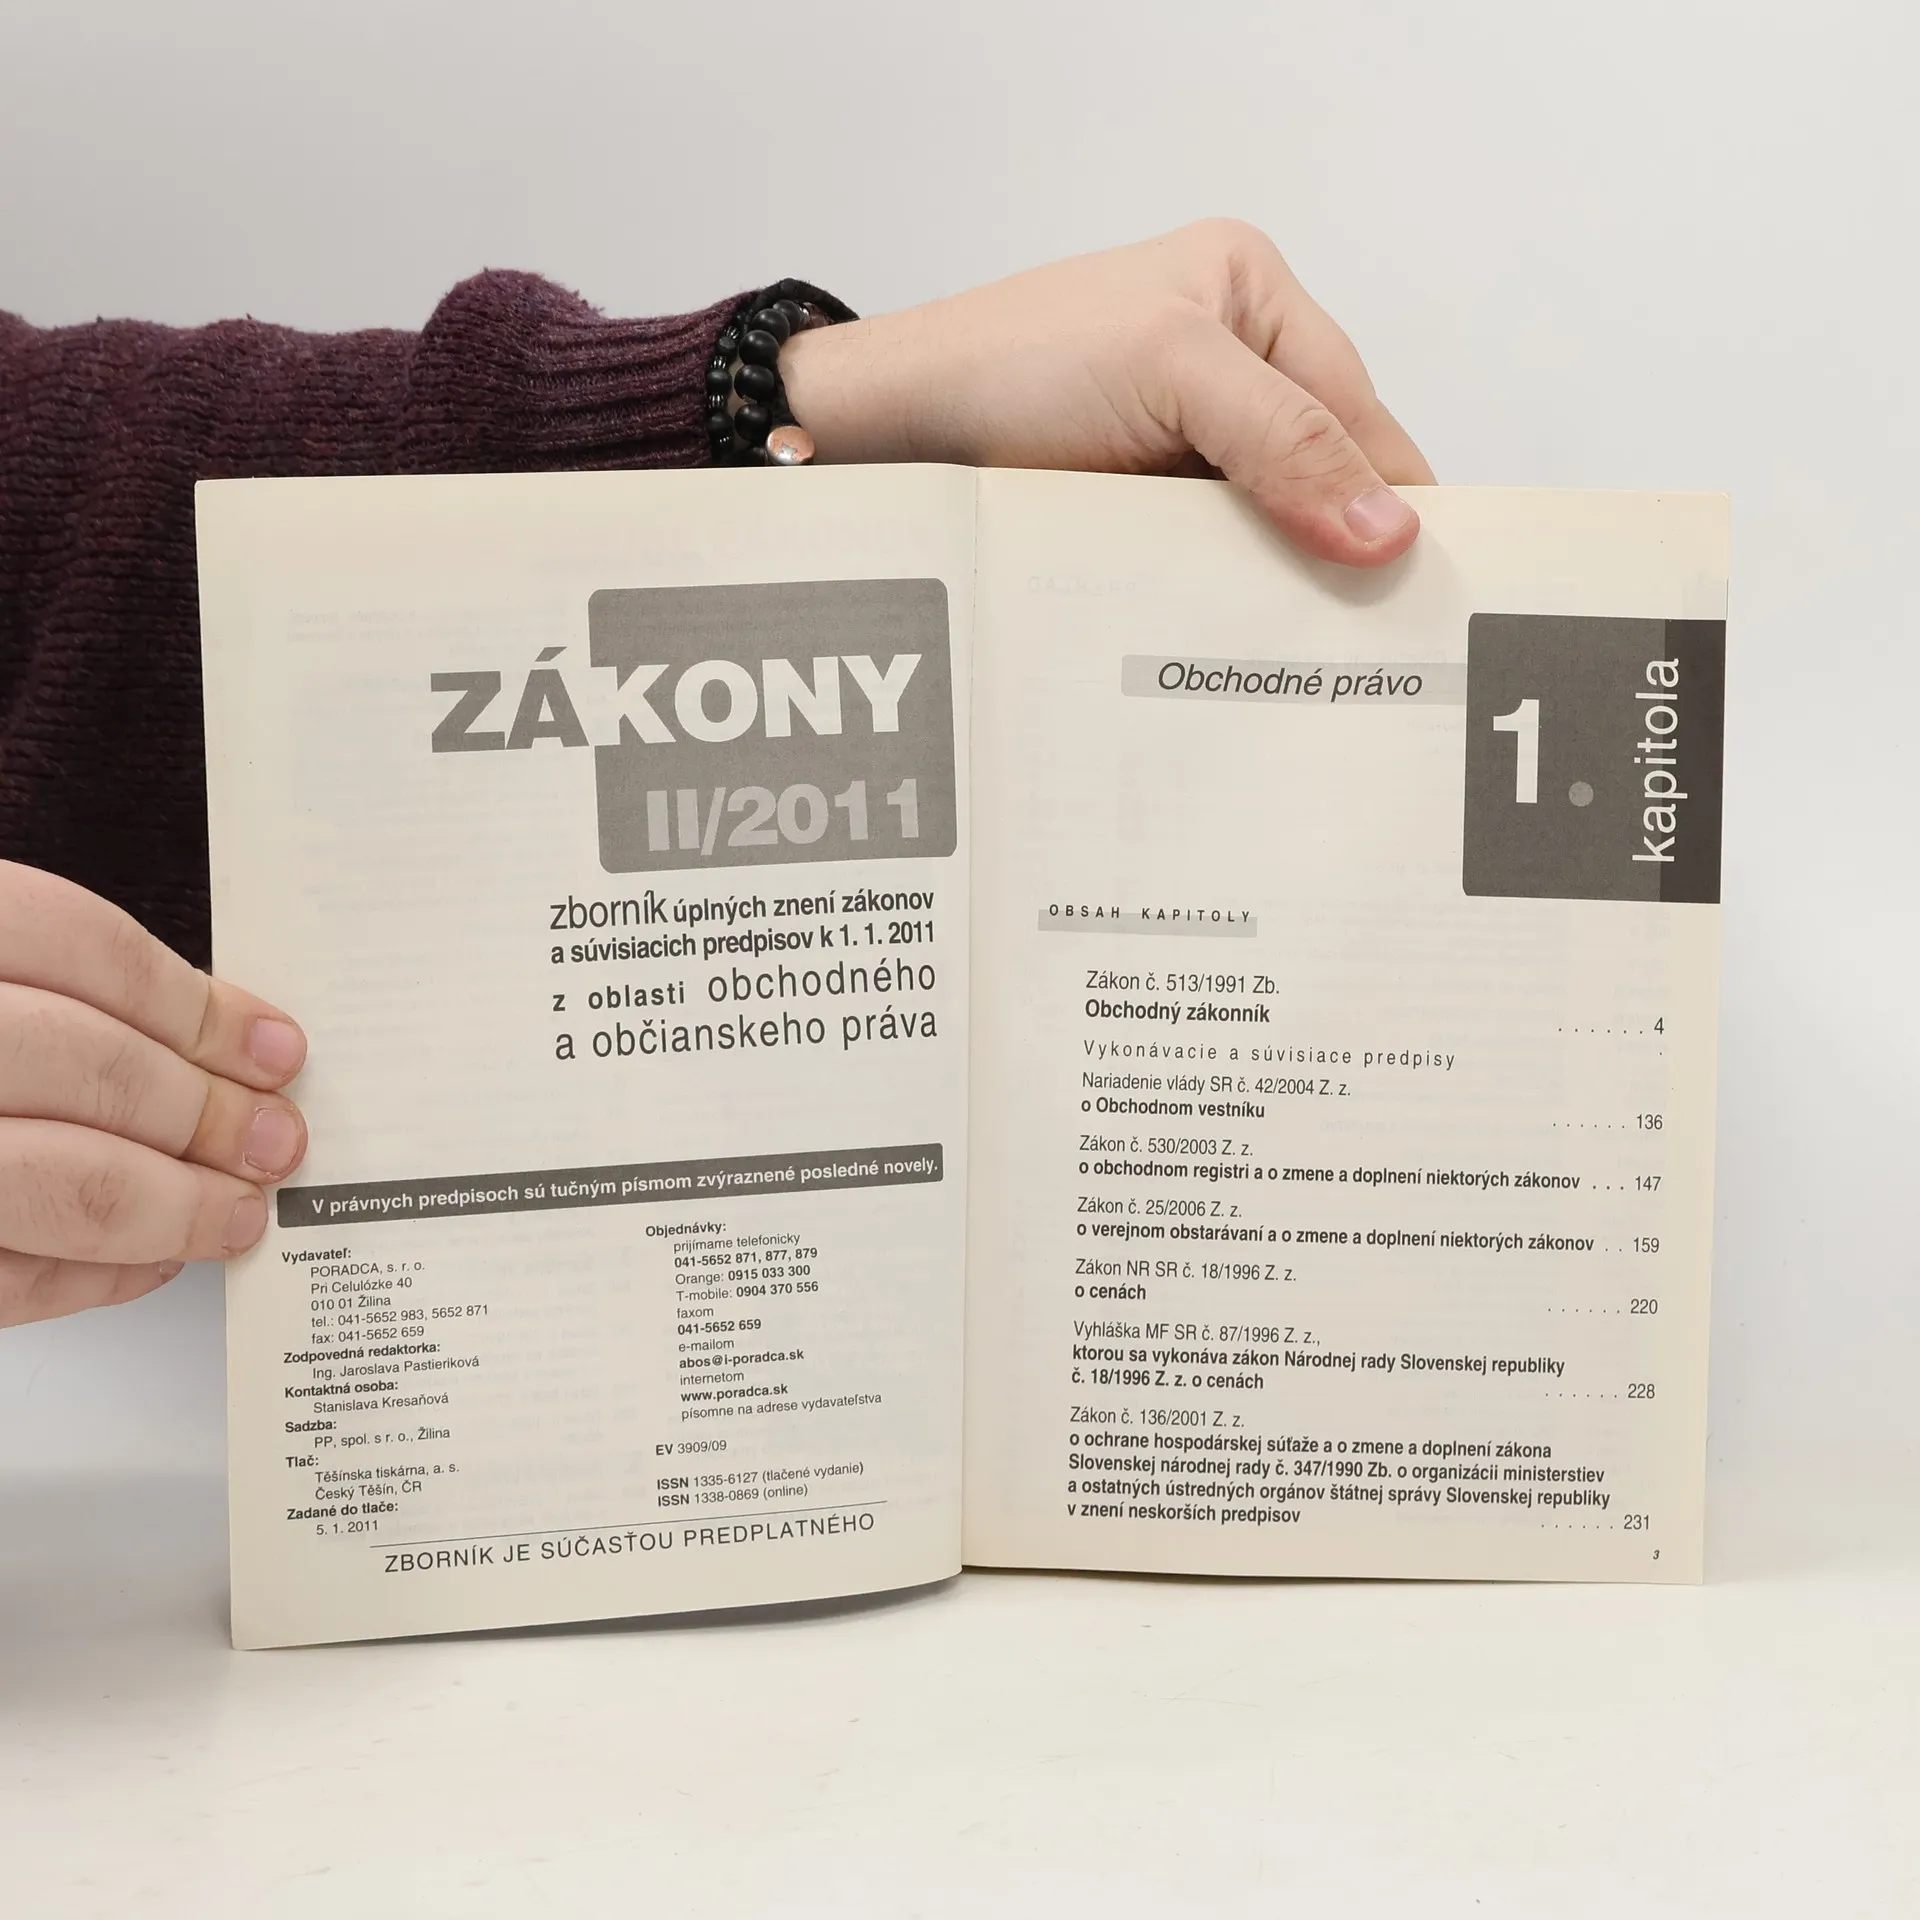 ZÁKONY
II/2011
zborník úplných znení zákonov
a súvisiacich predpisov k 1. 1. 2011
z oblasti obchodného
a občianskeho práva
V právnych predpisoch sú tučným písmom zvýraznené posledné novely.
Vydavateľ:
PORADCA, s. r. o.
Pri Celulózke 40
010 01 Žilina
tel.: 041-5652 983, 5652 871
fax: 041-5652 659
Zodpovedná redaktorka:
Ing. Jaroslava Pastieriková
Kontaktná osoba:
Stanislava Kresaňová
Sadzba:
PP, spol. s r. o., Žilina
Tlač:
Těšínska tiskárna, a. s.
Český Těšín, ČR
Zadané do tlače:
5. 1. 2011
Objednávky:
prijímame telefonicky
041-5652 871, 877, 879
Orange: 0915 033 300
T-mobile: 0904 370 556
faxom
041-5652 659
e-mailom
abos@i-poradca.sk
internetom
www.poradca.sk
písomne na adrese vydavateľstva
EV 3909/09
ISSN 1335-6127 (tlačené vydanie)
ISSN 1338-0869 (online)
ZBORNÍK JE SÚČASŤOU PREDPLATNÉHO
Obchodné právo
1.
kapitola
OBSAH KAPITOLY
Zákon č. 513/1991 Zb.
Obchodný zákonník ...... 4
Vykonávacie a súvisiace predpisy
Nariadenie vlády SR č. 42/2004 Z. z.
o Obchodnom vestníku ...... 136
Zákon č. 530/2003 Z. z.
o obchodnom registri a o zmene a doplnení niektorých zákonov ... 147
Zákon č. 25/2006 Z. z.
o verejnom obstarávaní a o zmene a doplnení niektorých zákonov .. 159
Zákon NR SR č. 18/1996 Z. z.
o cenách ...... 220
Vyhláška MF SR č. 87/1996 Z. z.,
ktorou sa vykonáva zákon Národnej rady Slovenskej republiky
č. 18/1996 Z. z. o cenách ...... 228
Zákon č. 136/2001 Z. z.
o ochrane hospodárskej súťaže a o zmene a doplnení zákona
Slovenskej národnej rady č. 347/1990 Zb. o organizácii ministerstiev
a ostatných ústredných orgánov štátnej správy Slovenskej republiky
v znení neskorších predpisov ...... 231
3